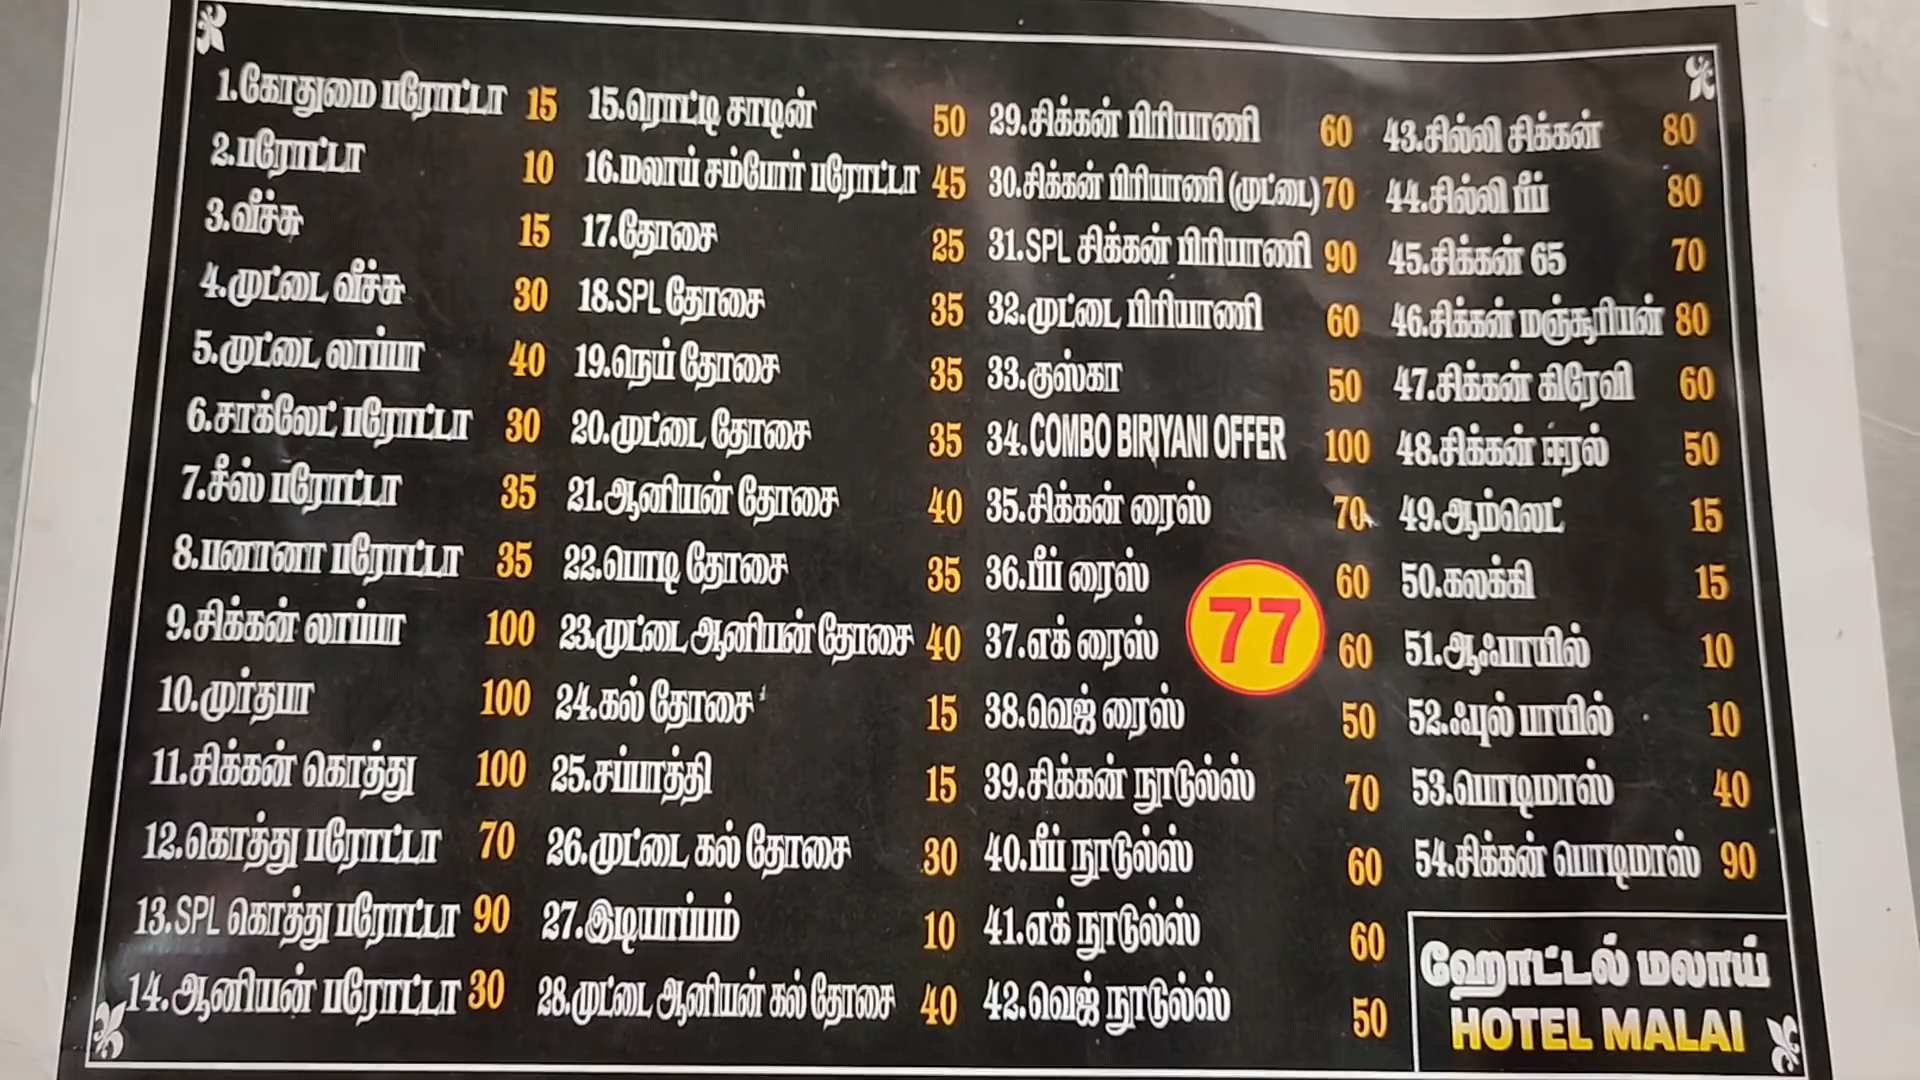 1.கோதுமை பரோட்டா 15
2.பரோட்டா 10
3.வீச்சு 15
4.முட்டை வீச்சு 30
5.முட்டை லாப்பா 40
6.சாக்லேட் பரோட்டா 30
7.சீஸ் பரோட்டா 35
8.பனானா பரோட்டா 35
9.சிக்கன் லாப்பா 100
10.முர்தபா 100
11.சிக்கன் கொத்து 100
12.கொத்து பரோட்டா 70
13.SPL கொத்து பரோட்டா 90
14.ஆனியன் பரோட்டா 30
15.ரொட்டி சாடின் 50
16.மலாய் சம்போர் பரோட்டா 45
17.தோசை 25
18.SPL தோசை 35
19.நெய் தோசை 35
20.முட்டை தோசை 35
21.ஆனியன் தோசை 40
22.பொடி தோசை 35
23.முட்டை ஆனியன் தோசை 40
24.கல் தோசை 15
25.சப்பாத்தி 15
26.முட்டை கல் தோசை 30
27.இடியாப்பம் 10
28.முட்டை ஆனியன் கல் தோசை 40
29.சிக்கன் பிரியாணி 60
30.சிக்கன் பிரியாணி (முட்டை) 70
31.SPL சிக்கன் பிரியாணி 90
32.முட்டை பிரியாணி 60
33.குஸ்கா 50
34.COMBO BIRIYANI OFFER 100
35.சிக்கன் ரைஸ் 70
36.பீப் ரைஸ் 60
37.எக் ரைஸ் 60
38.வெஜ் ரைஸ் 50
39.சிக்கன் நூடுல்ஸ் 70
40.பீப் நூடுல்ஸ் 60
41.எக் நூடுல்ஸ் 60
42.வெஜ் நூடுல்ஸ் 50
77
43.சில்லி சிக்கன் 80
44.சில்லி பீப் 80
45.சிக்கன் 65 70
46.சிக்கன் மஞ்சூரியன் 80
47.சிக்கன் கிரேவி 60
48.சிக்கன் ஈரல் 50
49.ஆம்லெட் 15
50.கலக்கி 15
51.ஆஃபாயில் 10
52.ஃபுல் பாயில் 10
53.பொடிமாஸ் 40
54.சிக்கன் பொடிமாஸ் 90
ஹோட்டல் மலாய்
HOTEL MALAI